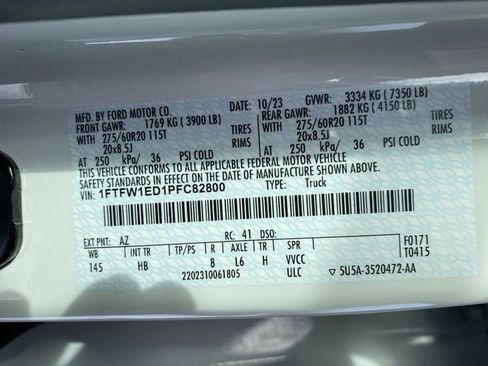 MFD. BY FORD MOTOR CO. DATE: 10/23 GVWR: 3334 KG ( 7350 LB)
FRONT GAWR: 1769 KG ( 3900 LB) REAR GAWR: 1882 KG ( 4150 LB)
WITH 275/60R20 115T TIRES WITH 275/60R20 115T TIRES
20x8.5J RIMS 20x8.5J RIMS
AT 250 kPa/ 36 PSI COLD AT 250 kPa/ 36 PSI COLD
THIS VEHICLE CONFORMS TO ALL APPLICABLE FEDERAL MOTOR VEHICLE
SAFETY STANDARDS IN EFFECT ON THE DATE OF MANUFACTURE SHOWN ABOVE.
VIN: 1FTFW1ED1PFC82800 TYPE: Truck
EXT PNT: AZ RC: 41 DSO: F0171
WB INT TR TP/PS R AXLE TR SPR T0415
145 HB 8 L6 H VVCC
2202310061805 ULC 5U5A-3520472-AA